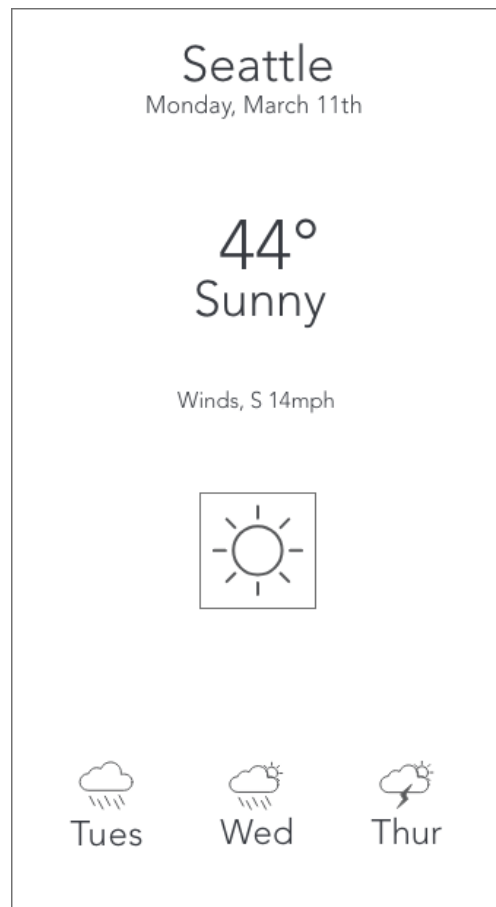 Seattle
Monday, March 11th
44°
Sunny
Winds, S 14mph
Tues Wed Thur